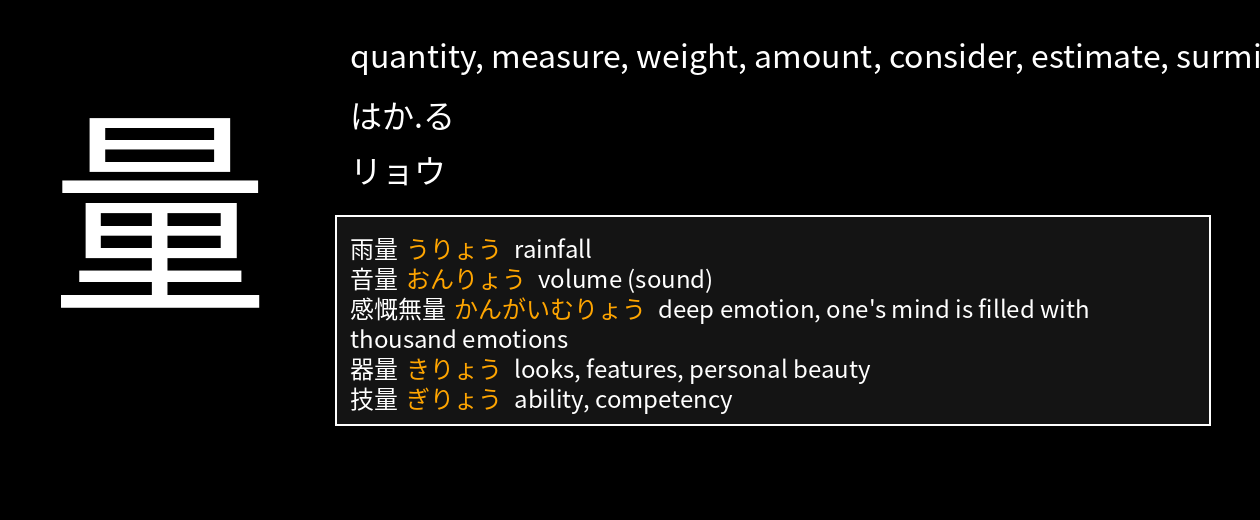 量
quantity, measure, weight, amount, consider, estimate, surmi
はか.る
リョウ
雨量 うりょう rainfall
音量 おんりょう volume (sound)
感慨無量 かんがいむりょう deep emotion, one's mind is filled with
thousand emotions
器量 きりょう looks, features, personal beauty
技量 ぎりょう ability, competency